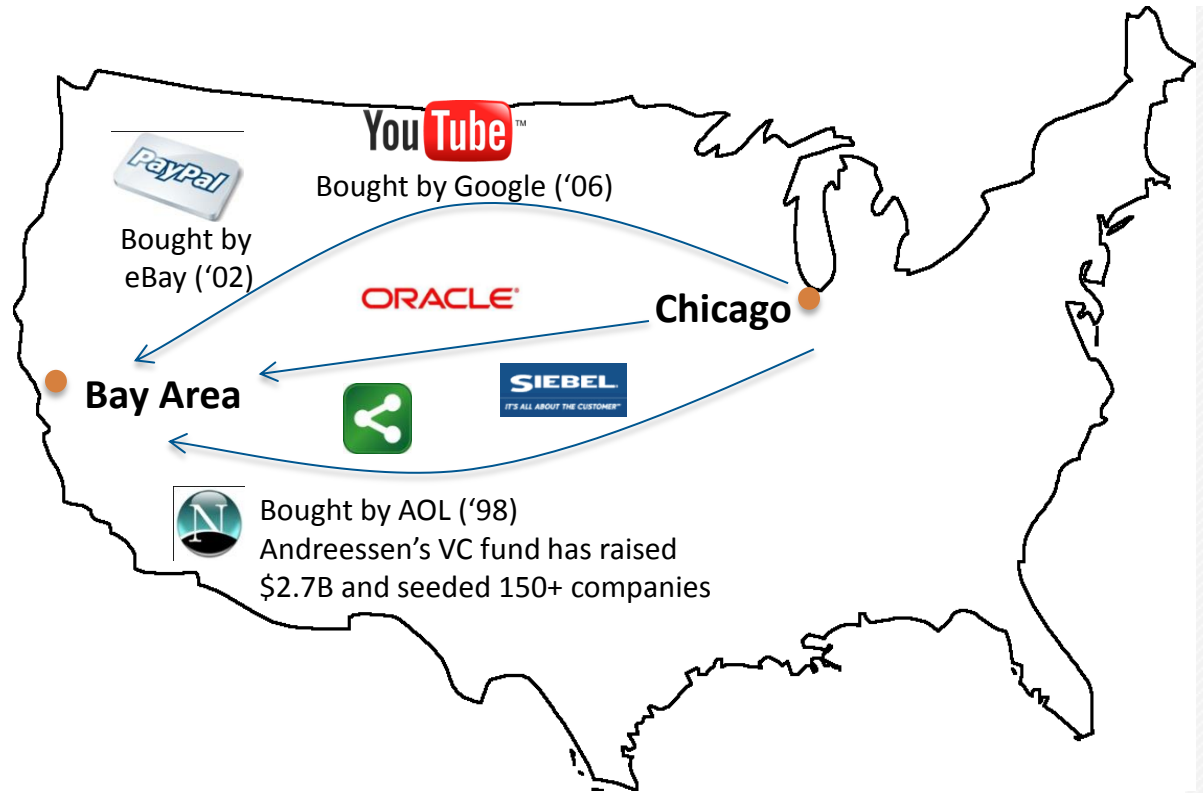 YouTube™
Bought by Google (‘06)
PayPal
Bought by
eBay (‘02)
ORACLE®
Chicago
Bay Area
SIEBEL.
IT'S ALL ABOUT THE CUSTOMER™
N
Bought by AOL (‘98)
Andreessen’s VC fund has raised
$2.7B and seeded 150+ companies